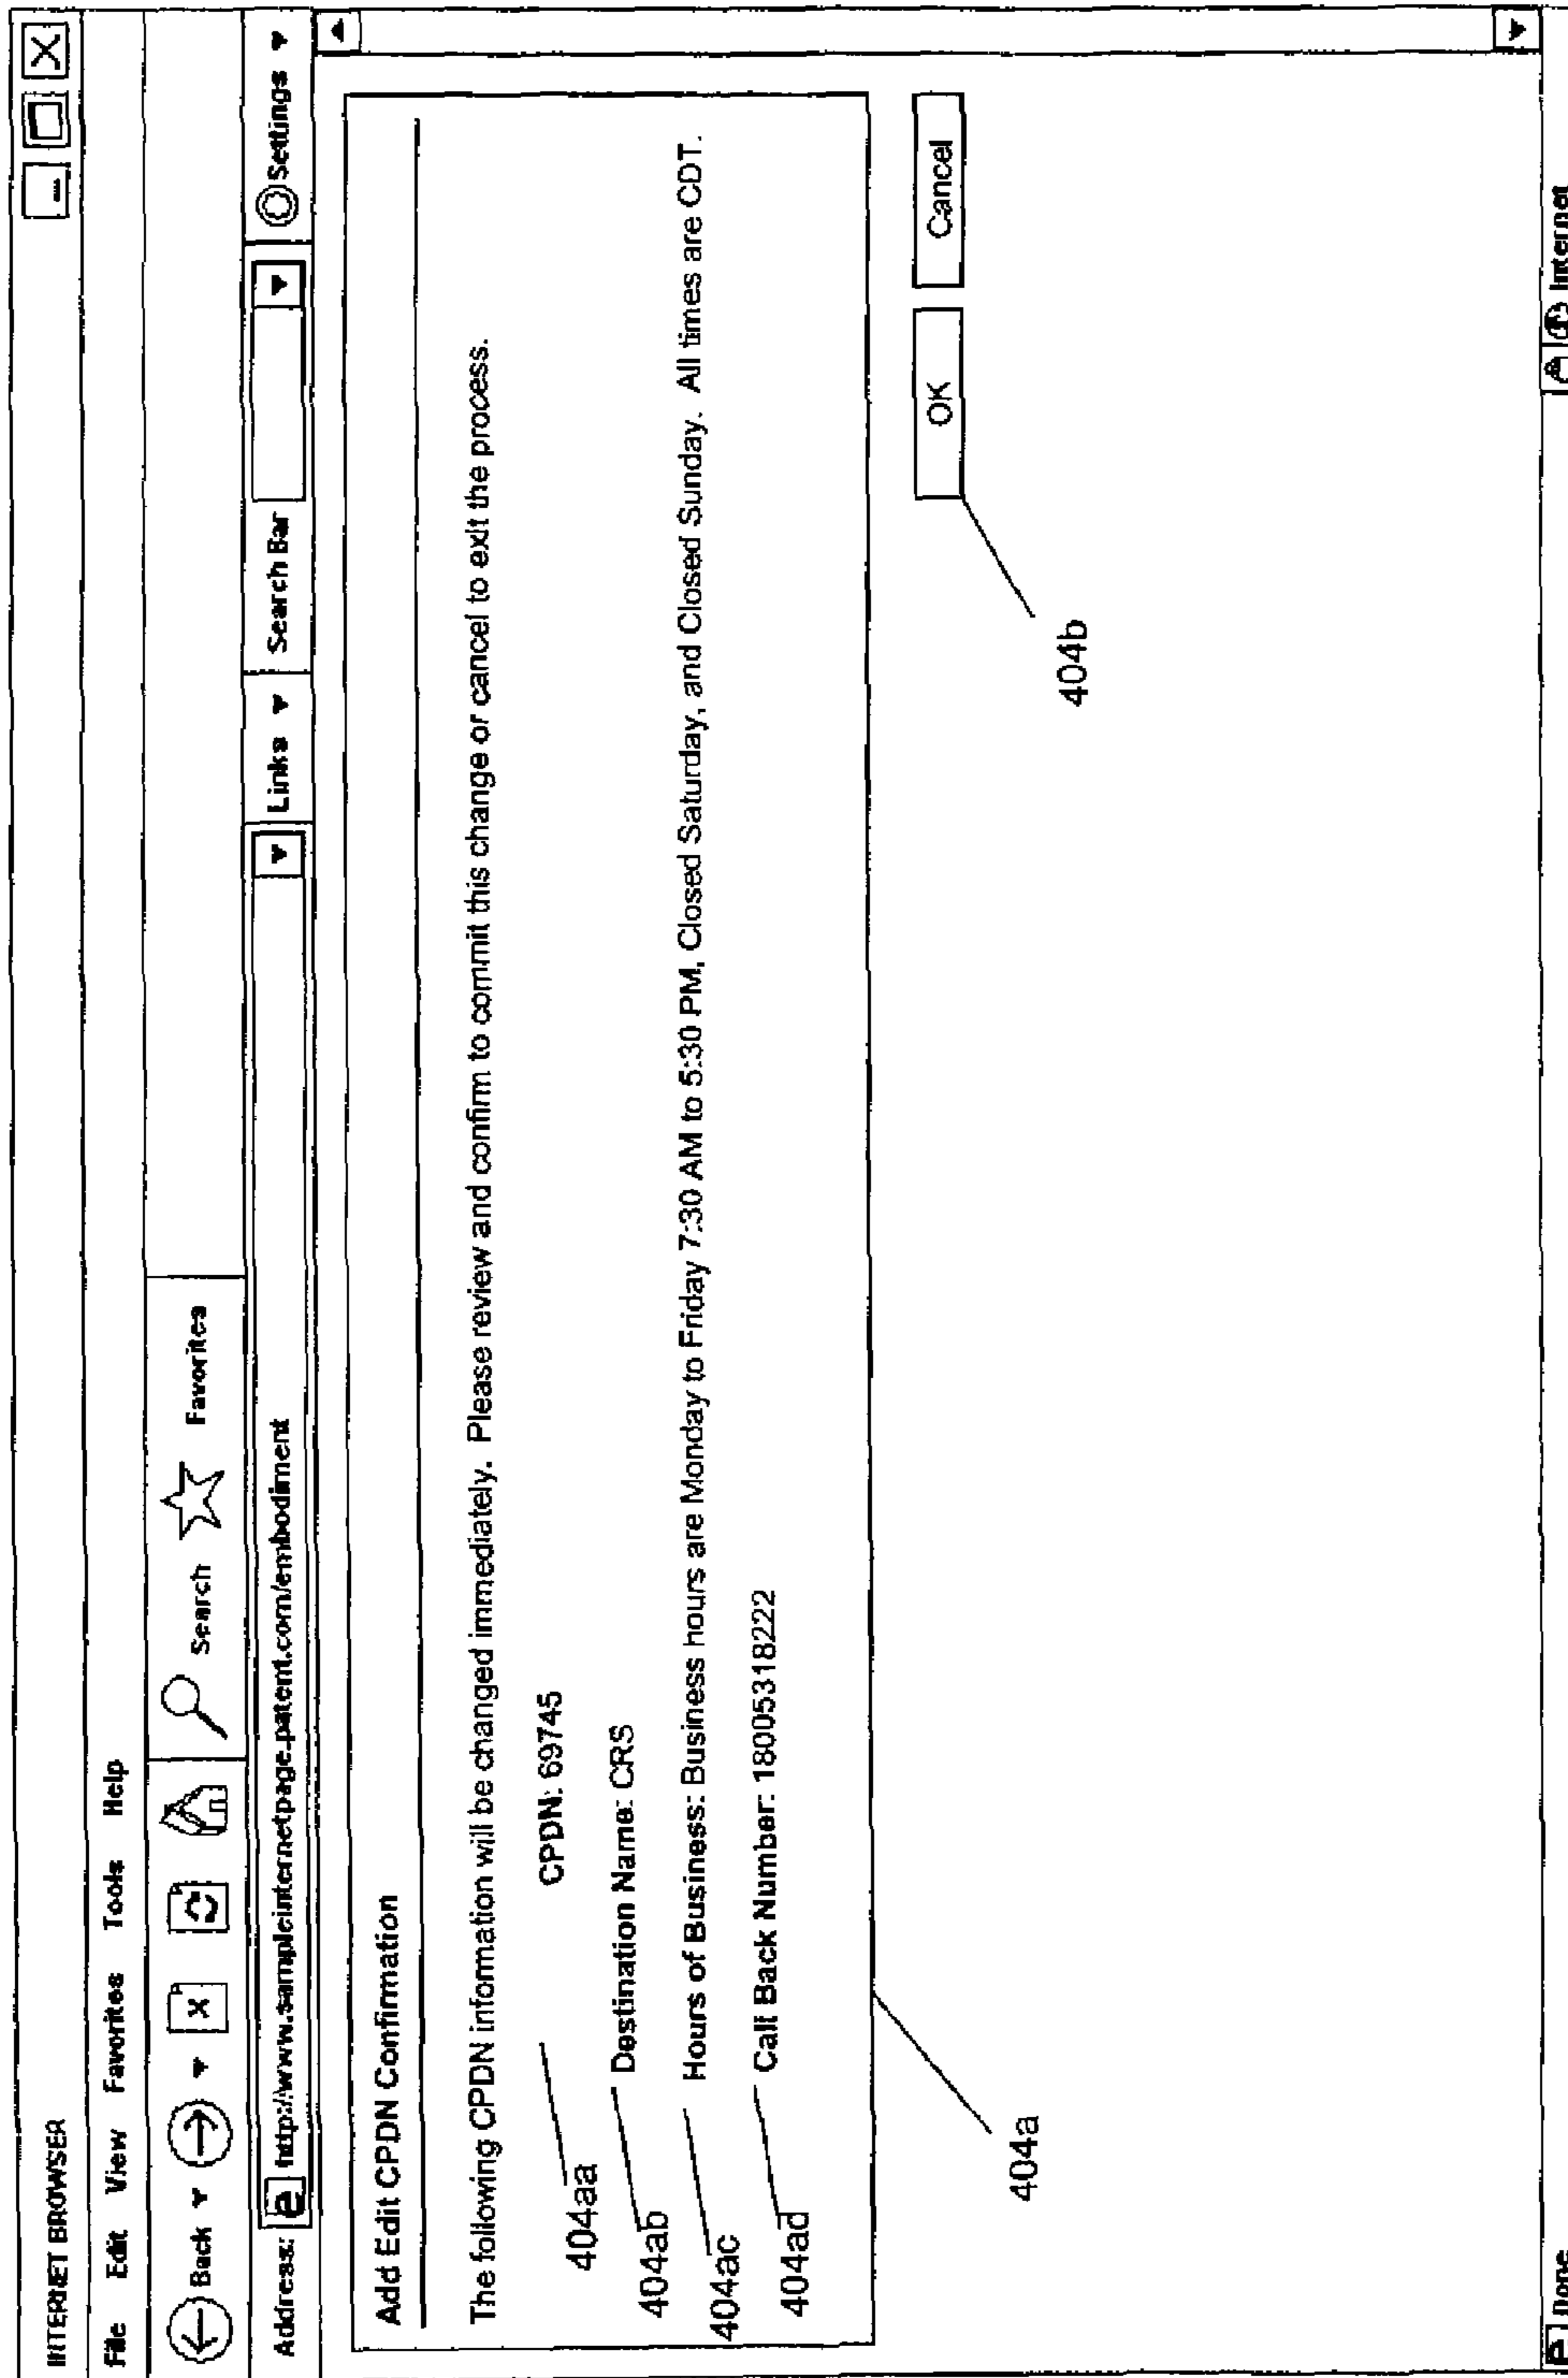 INTERNET BROWSER
File Edit View Favorites Tools Help
Back Search Favorites
Address: http://www.sampleinternetpage.patent.com/embodiment Links Search Bar Settings
Add Edit CPDN Confirmation
The following CPDN information will be changed immediately. Please review and confirm to commit this change or cancel to exit the process.
404aa CPDN: 69745
404ab Destination Name: CRS
404ac Hours of Business: Business hours are Monday to Friday 7:30 AM to 5:30 PM, Closed Saturday, and Closed Sunday. All times are CDT.
404ad Call Back Number: 18005318222
OK Cancel
404a
404b
Done Internet